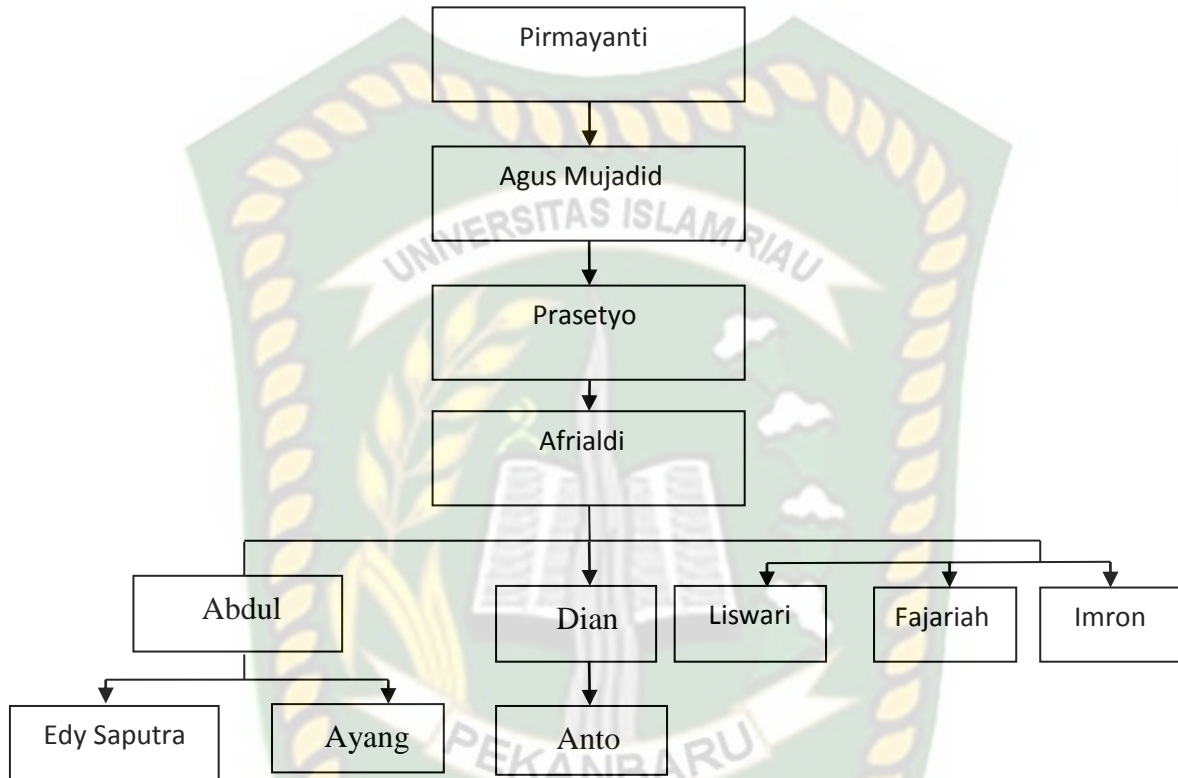 Pirmayanti
Agus Mujadid
UNIVERSITAS ISLAM RIAU
Prasetyo
Afrialdi
Abdul
Dian
Liswari
Fajariah
Imron
Edy Saputra
Ayang
Anto
PEKANBARU